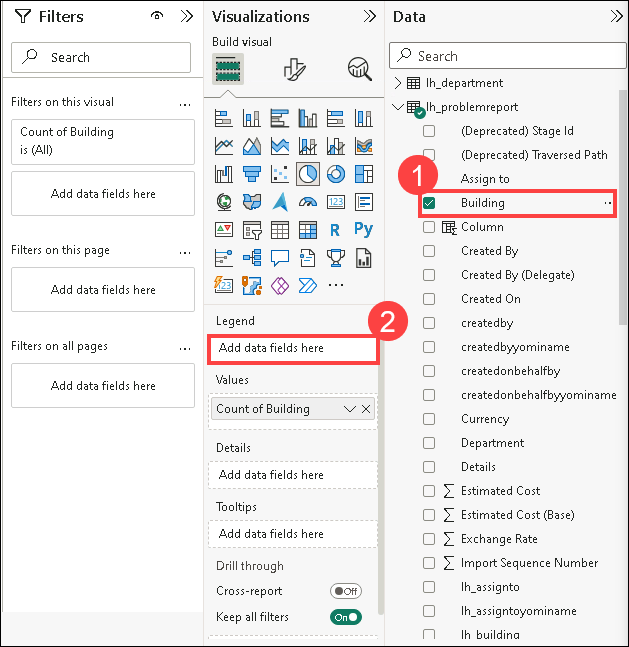 Filters
Search
Filters on this visual
...
Count of Building
is (All)
Add data fields here
Filters on this page
...
Add data fields here
Filters on all pages
...
Add data fields here
Visualizations
Build visual
123
R
Py
123
...
Legend
2
Add data fields here
Values
Count of Building
Details
Add data fields here
Tooltips
Add data fields here
Drill through
Cross-report
Off
Keep all filters
On
Data
Search
lh_department
lh_problemreport
(Deprecated) Stage Id
(Deprecated) Traversed Path
1
Assign to
Building
Column
Created By
Created By (Delegate)
Created On
createdby
createdbyyominame
createdonbehalfby
createdonbehalfbyyominame
Currency
Department
Details
Estimated Cost
Estimated Cost (Base)
Exchange Rate
Import Sequence Number
lh_assignto
lh_assigntoyominame
lh_building